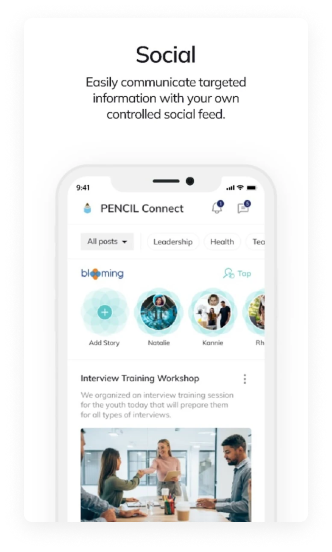 Social
Easily communicate targeted
information with your own
controlled social feed.
9:41
PENCIL Connect
All posts
Leadership
Health
blooming
Top
Add Story
Natalie
Kannie
Interview Training Workshop
We organized an interview training session
for the youth today that will prepare them
for all types of interviews.